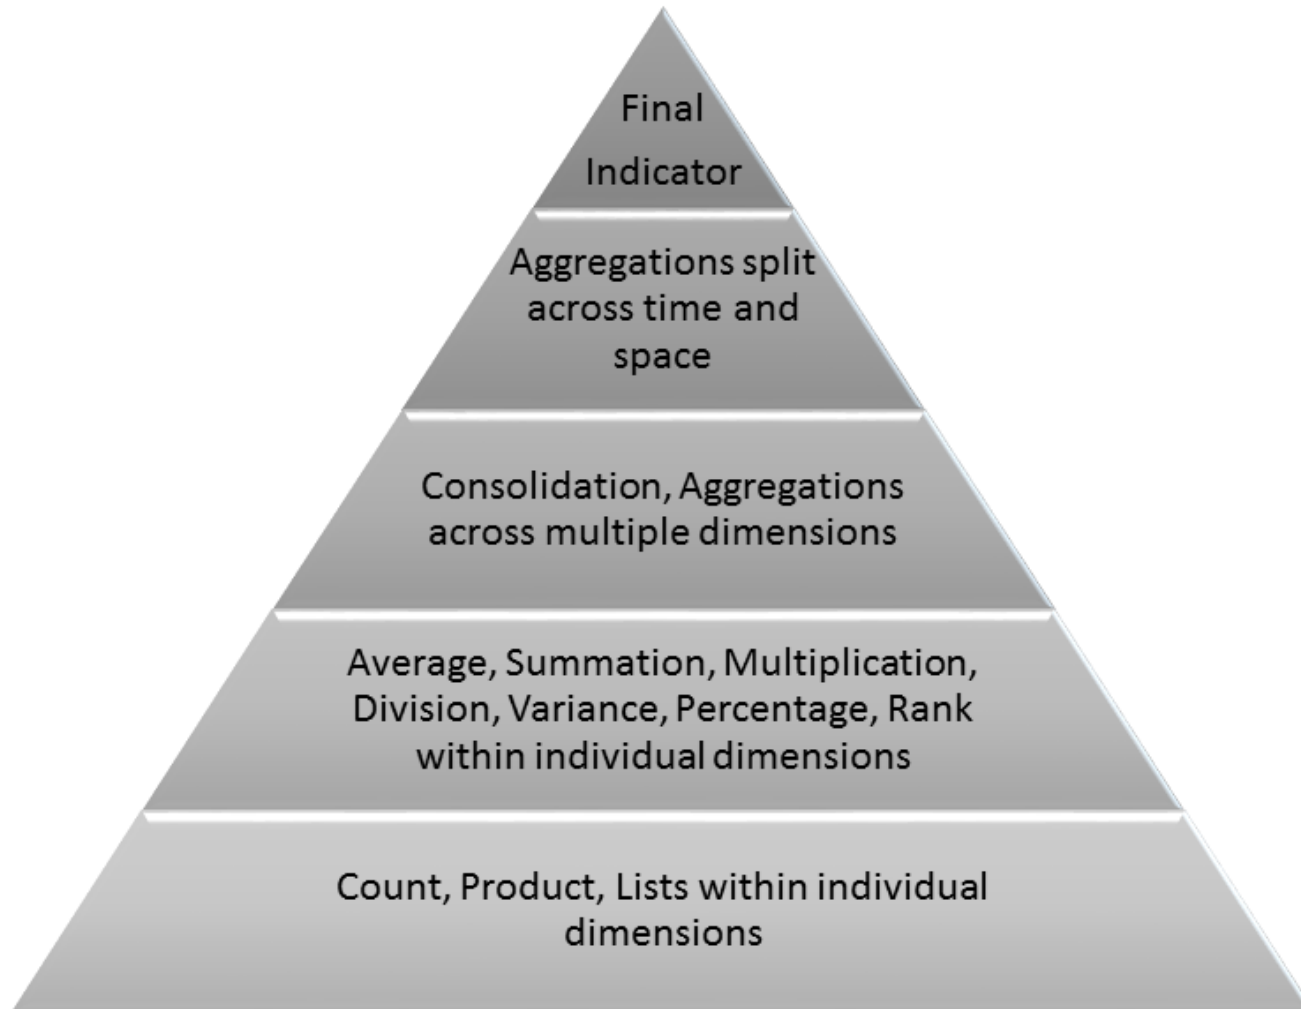 Final
Indicator
Aggregations split
across time and
space
Consolidation, Aggregations
across multiple dimensions
Average, Summation, Multiplication,
Division, Variance, Percentage, Rank
within individual dimensions
Count, Product, Lists within individual
dimensions